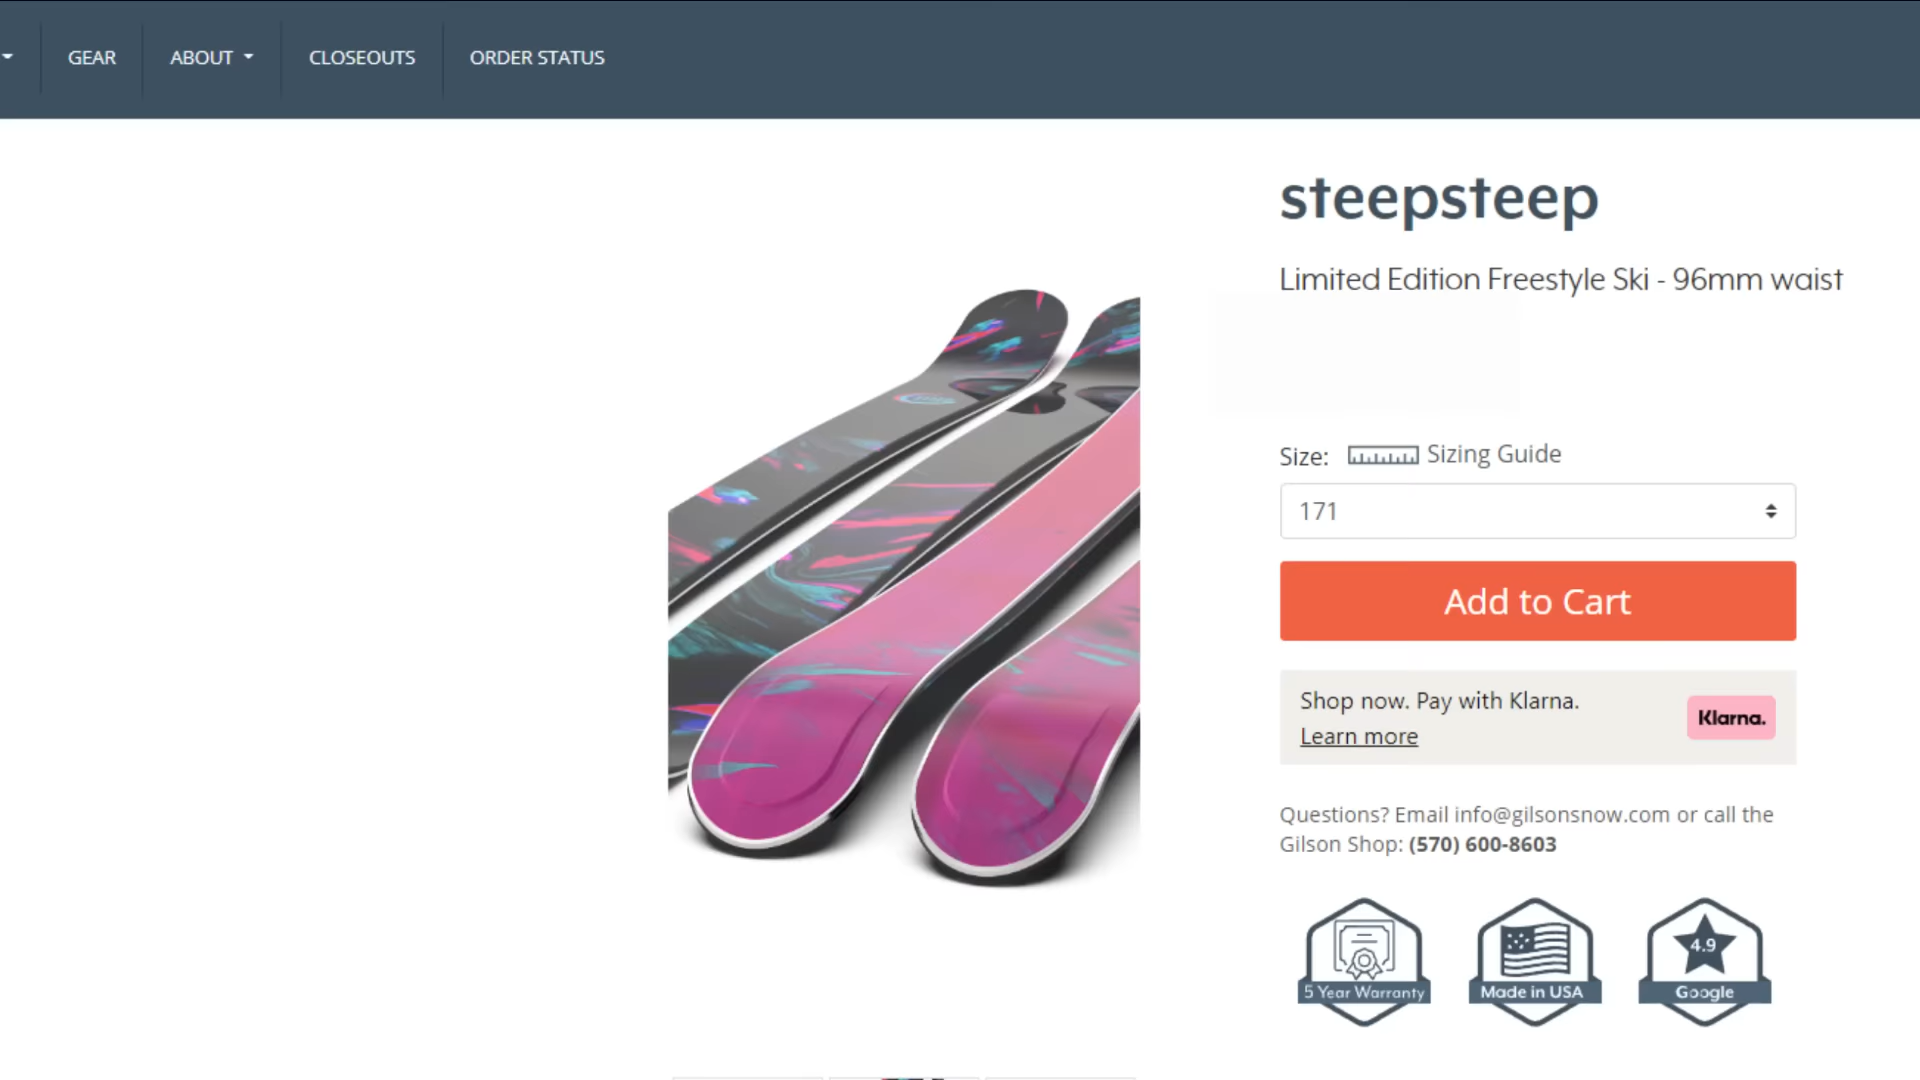 GEAR
ABOUT
CLOSEOUTS
ORDER STATUS
steepsteep
Limited Edition Freestyle Ski - 96mm waist
Size:
Sizing Guide
171
Add to Cart
Shop now. Pay with Klarna.
Learn more
Klarna.
Questions? Email info@gilsonsnow.com or call the
Gilson Shop: (570) 600-8603
5 Year Warranty
Made in USA
4.9
Google